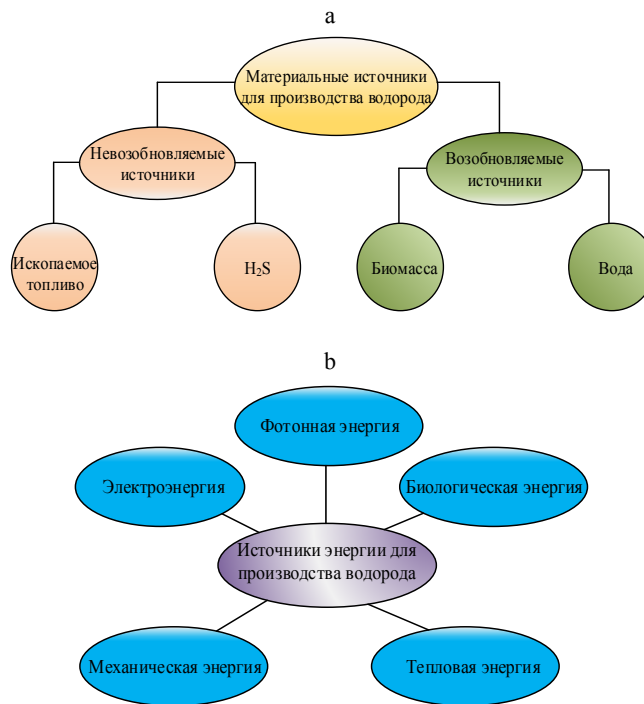 a
Материальные источники
для производства водорода
Невозобновляемые
источники
Возобновляемые
источники
Ископаемое
топливо
H₂S
Биомасса
Вода
b
Фотонная энергия
Электроэнергия
Биологическая энергия
Источники энергии для
производства водорода
Механическая энергия
Тепловая энергия